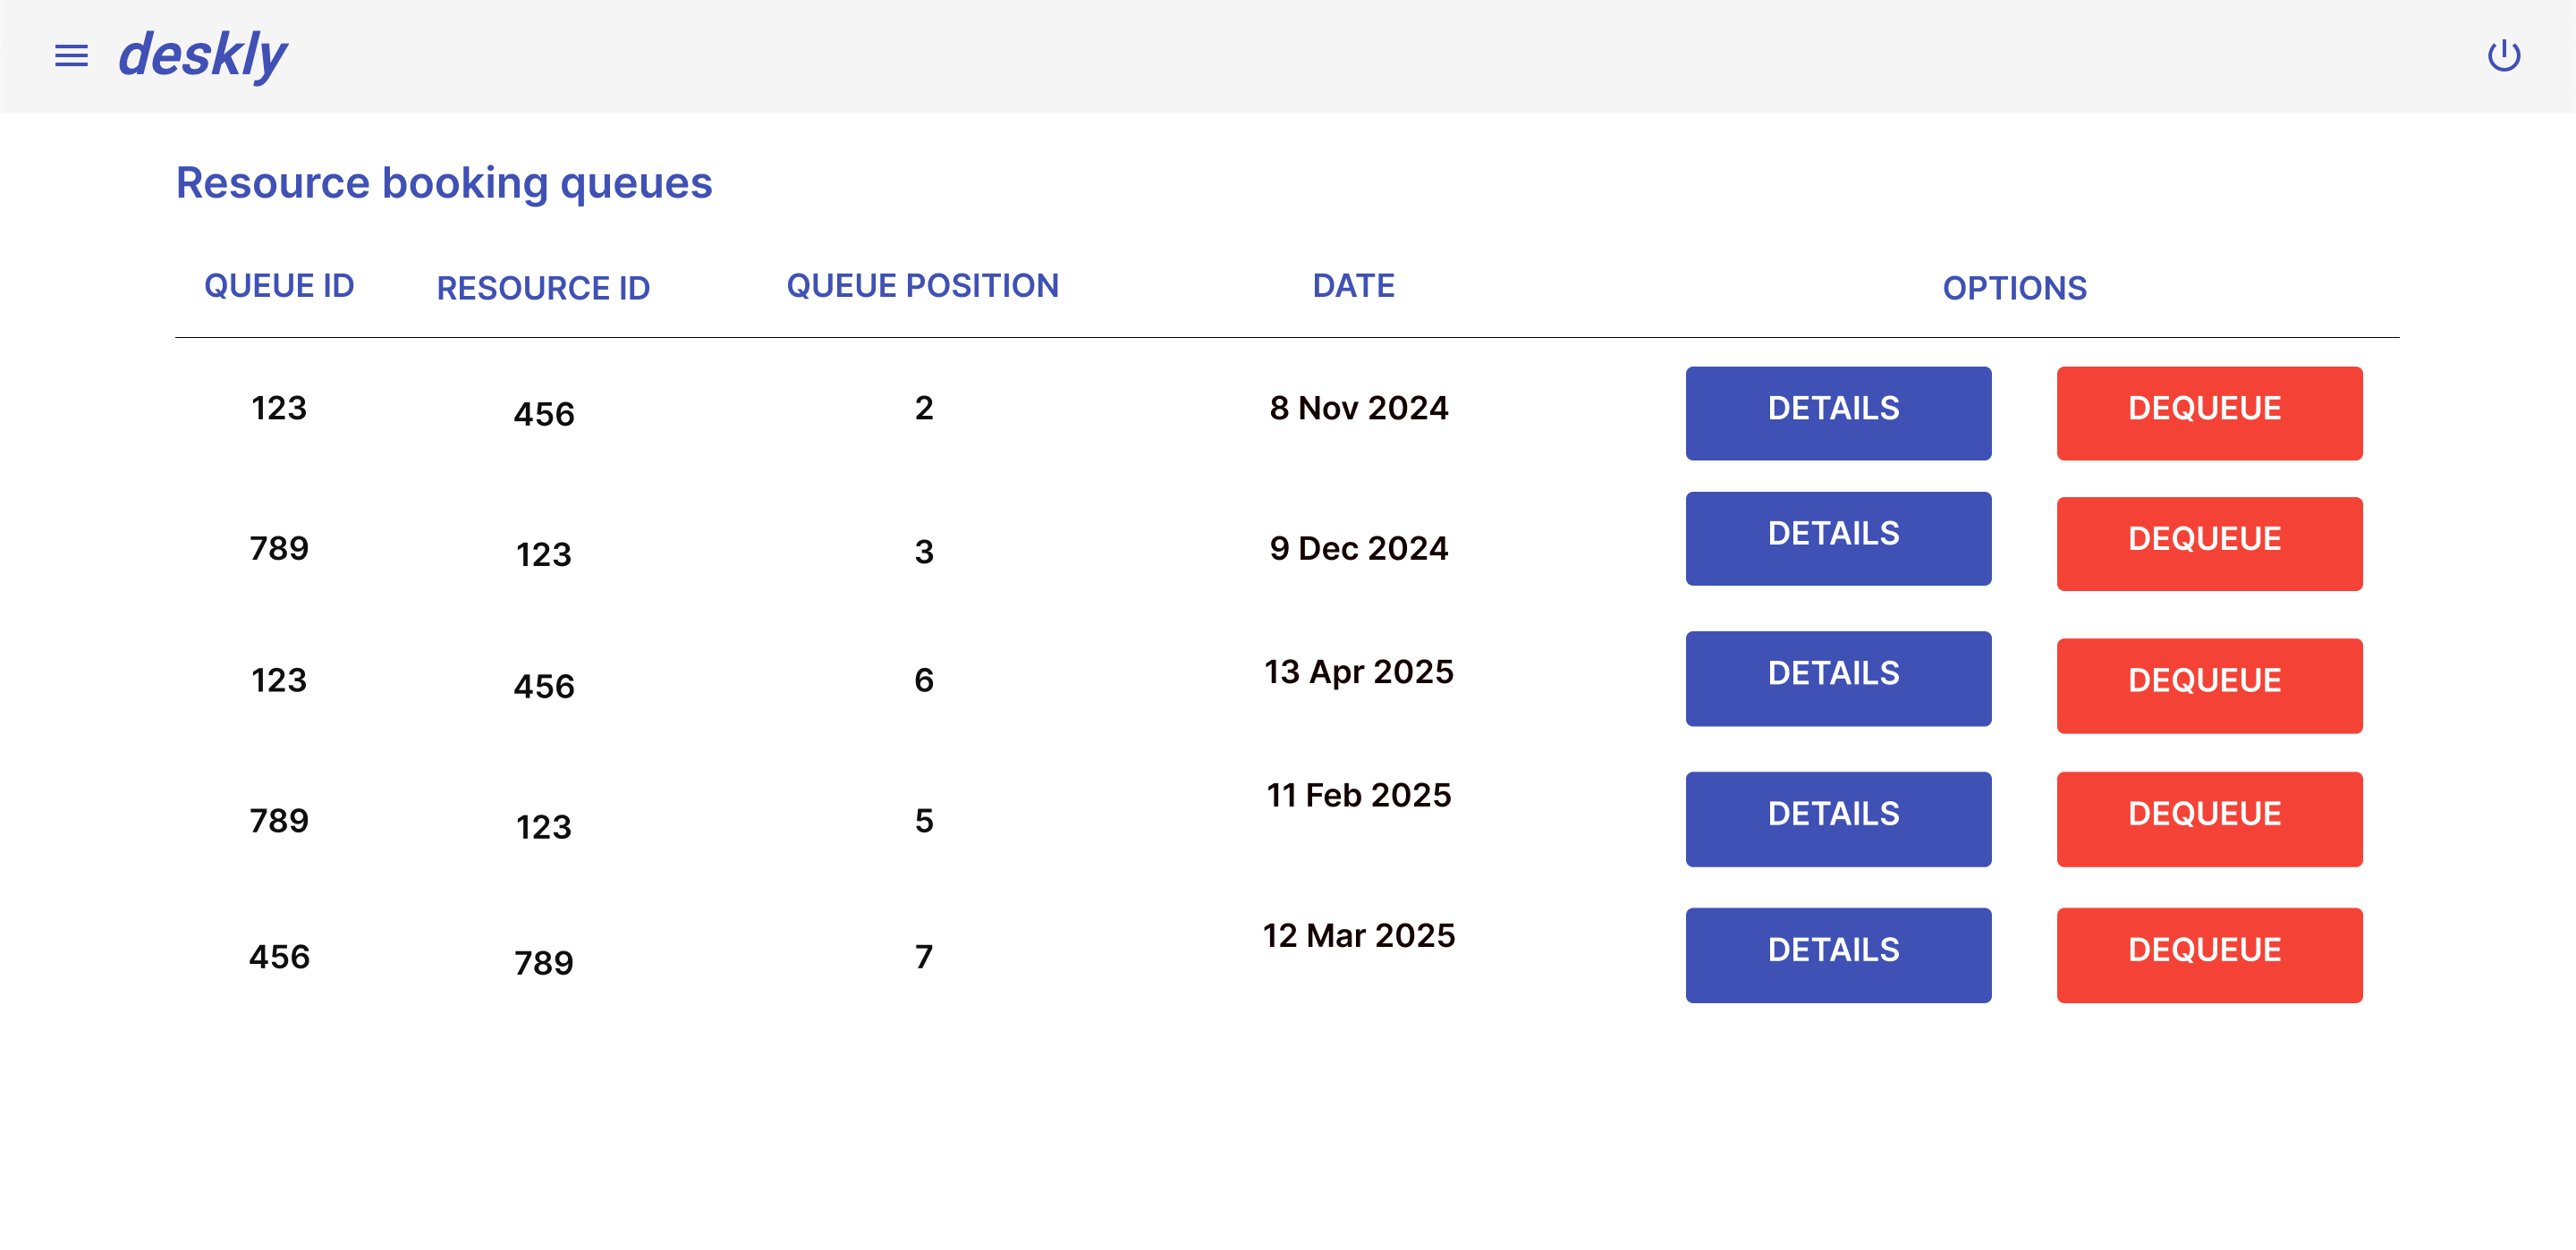 deskly
Resource booking queues
QUEUE ID RESOURCE ID QUEUE POSITION DATE OPTIONS
123 456 2 8 Nov 2024 DETAILS DEQUEUE
789 123 3 9 Dec 2024 DETAILS DEQUEUE
123 456 6 13 Apr 2025 DETAILS DEQUEUE
789 123 5 11 Feb 2025 DETAILS DEQUEUE
456 789 7 12 Mar 2025 DETAILS DEQUEUE